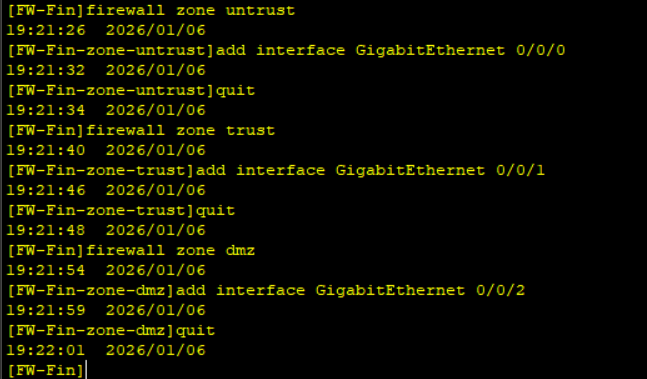 [FW-Fin]firewall zone untrust
19:21:26  2026/01/06
[FW-Fin-zone-untrust]add interface GigabitEthernet 0/0/0
19:21:32  2026/01/06
[FW-Fin-zone-untrust]quit
19:21:34  2026/01/06
[FW-Fin]firewall zone trust
19:21:40  2026/01/06
[FW-Fin-zone-trust]add interface GigabitEthernet 0/0/1
19:21:46  2026/01/06
[FW-Fin-zone-trust]quit
19:21:48  2026/01/06
[FW-Fin]firewall zone dmz
19:21:54  2026/01/06
[FW-Fin-zone-dmz]add interface GigabitEthernet 0/0/2
19:21:59  2026/01/06
[FW-Fin-zone-dmz]quit
19:22:01  2026/01/06
[FW-Fin]